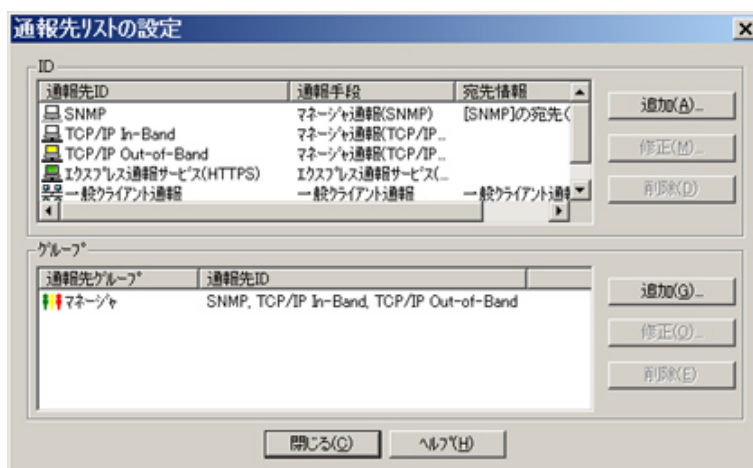 通報先リストの設定
ID
通報先ID 通報手段 宛先情報
SNMP マネージャ通報(SNMP) [SNMP]の宛先(
TCP/IP In-Band マネージャ通報(TCP/IP...
TCP/IP Out-of-Band マネージャ通報(TCP/IP...
エクスプレス通報サービス(HTTPS) エクスプレス通報サービス(...
一般クライアント通報 一般クライアント通報 一般クライアント通
追加(A)...
修正(M)...
削除(D)
グループ
通報先グループ 通報先ID
マネージャ SNMP, TCP/IP In-Band, TCP/IP Out-of-Band
追加(G)...
修正(O)...
削除(E)
閉じる(C) ヘルプ(H)